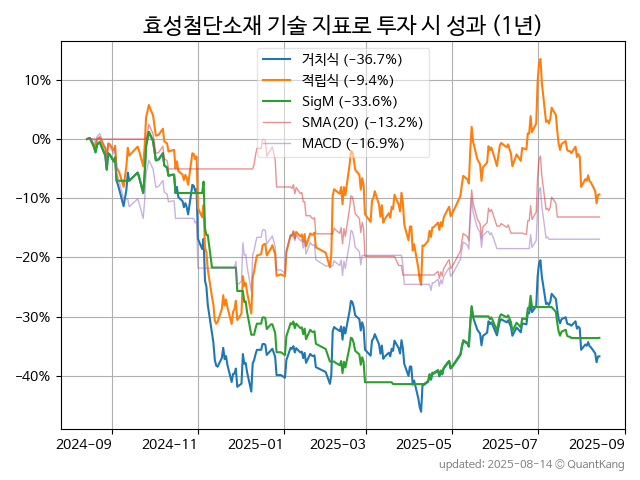 효성첨단소재 기술 지표로 투자 시 성과 (1년)
거치식 (−36.7%)
적립식 (−9.4%)
SigM (−33.6%)
SMA(20) (−13.2%)
MACD (−16.9%)
10%
0%
−10%
−20%
−30%
−40%
2024-09 2024-11 2025-01 2025-03 2025-05 2025-07 2025-09
updated: 2025-08-14 © QuantKang